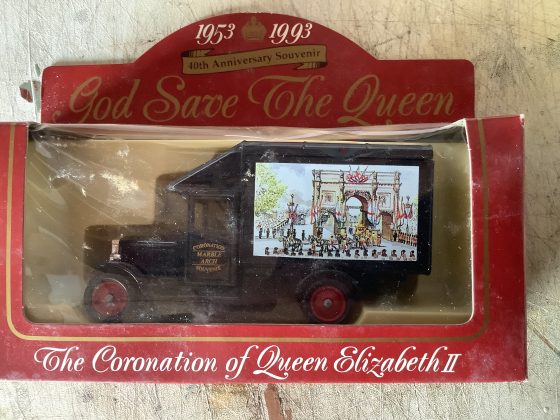 1953 1993
40th Anniversary Souvenir
God Save The Queen
CORONATION
MARBLE
ARCH
SOUVENIR
The Coronation of Queen Elizabeth II